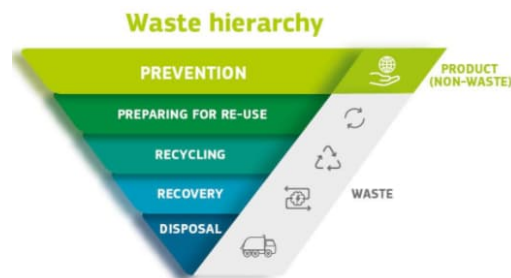 Waste hierarchy
PREVENTION
PRODUCT
(NON-WASTE)
PREPARING FOR RE-USE
RECYCLING
RECOVERY
WASTE
DISPOSAL